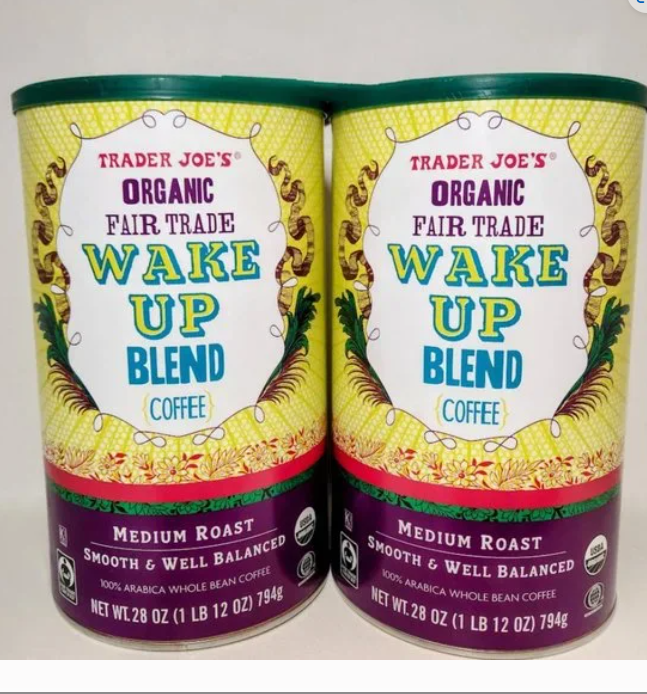 TRADER JOE'S®
ORGANIC
FAIR TRADE
WAKE
UP
BLEND
{COFFEE}
MEDIUM ROAST
SMOOTH & WELL BALANCED
100% ARABICA WHOLE BEAN COFFEE
NET WT. 28 OZ (1 LB 12 OZ) 794g
K
USDA
TRADER JOE'S®
ORGANIC
FAIR TRADE
WAKE
UP
BLEND
{COFFEE}
MEDIUM ROAST
SMOOTH & WELL BALANCED
100% ARABICA WHOLE BEAN COFFEE
NET WT. 28 OZ (1 LB 12 OZ) 794g
K
USDA